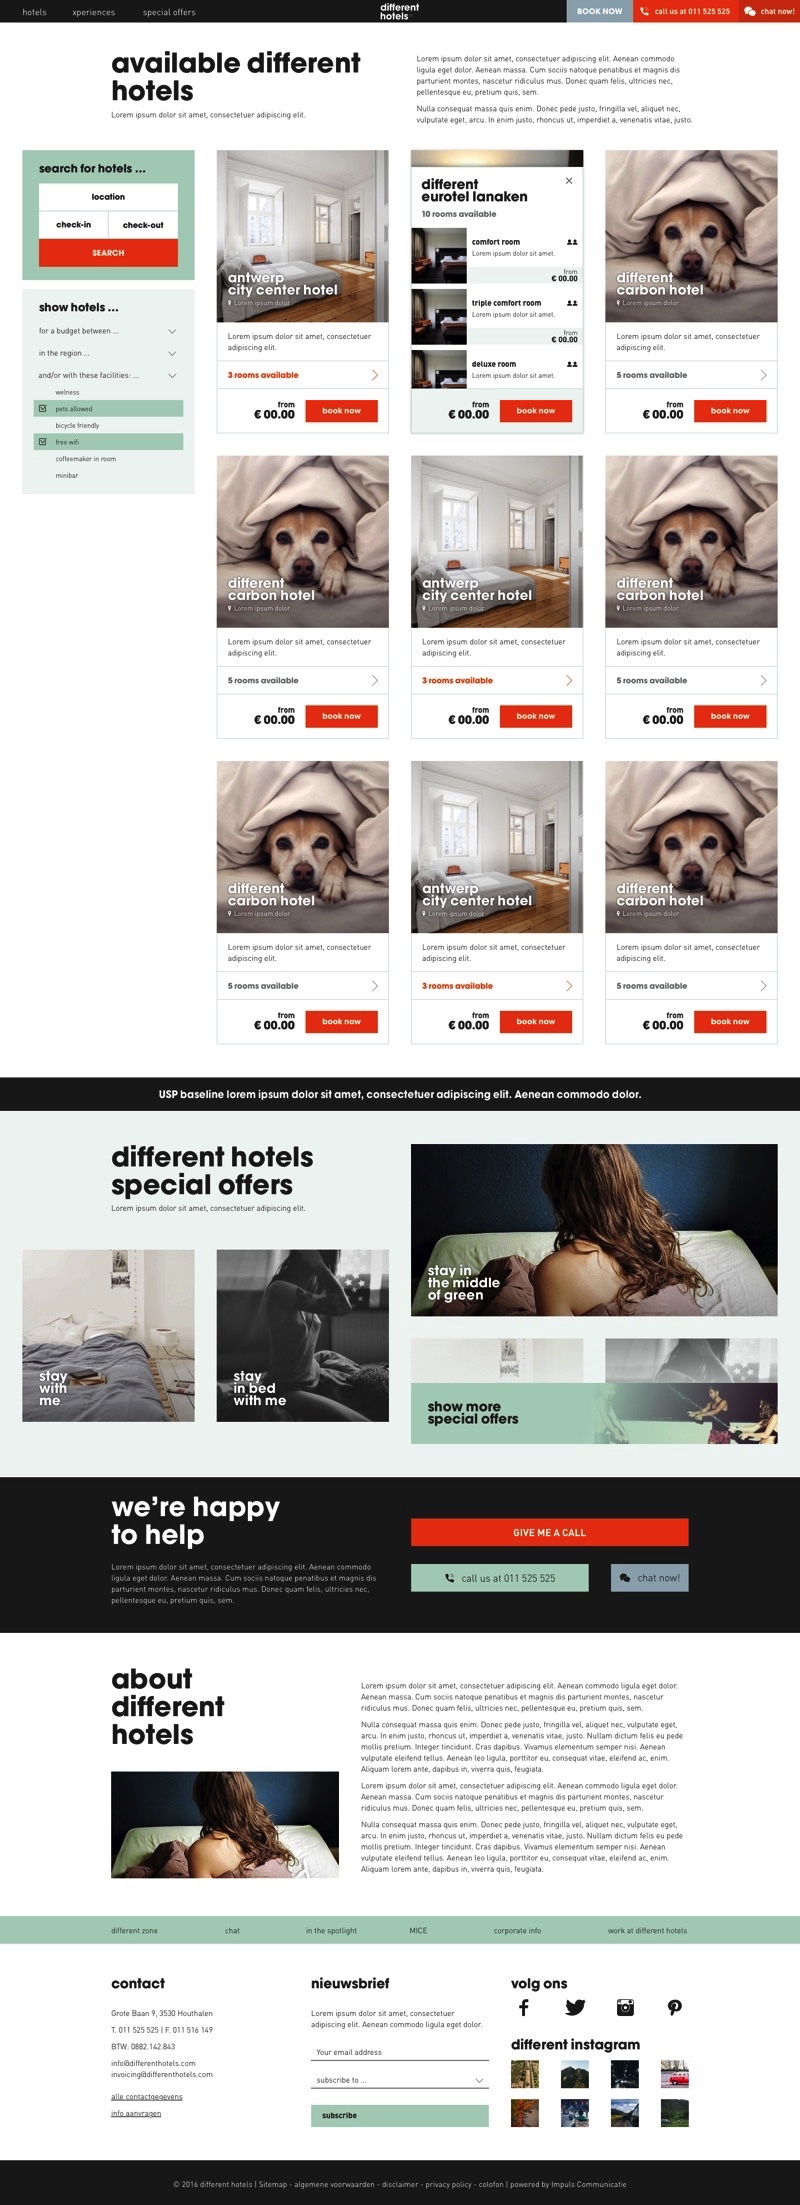 hotels
xperiences
special offers
different
hotels
BOOK NOW
call us at 011 525 525
chat now!
available different
hotels
Lorem ipsum dolor sit amet, consectetuer adipiscing elit.
Lorem ipsum dolor sit amet, consectetuer adipiscing elit. Aenean commodo
ligula eget dolor. Aenean massa. Cum sociis natoque penatibus et magnis dis
parturient montes, nascetur ridiculus mus. Donec quam felis, ultricies nec,
pellentesque eu, pretium quis, sem.
Nulla consequat massa quis enim. Donec pede justo, fringilla vel, aliquet nec,
vulputate eget, arcu. In enim justo, rhoncus ut, imperdiet a, venenatis vitae, justo.
search for hotels ...
location
check-in
check-out
SEARCH
show hotels ...
for a budget between ...
in the region ...
and/or with these facilities: ...
welness
pets allowed
bicycle friendly
free wifi
coffeemaker in room
minibar
antwerp
city center hotel
Lorem ipsum dolor
Lorem ipsum dolor sit amet, consectetuer
adipiscing elit.
3 rooms available
from
€ 00.00
book now
different
eurotel lanaken
10 rooms available
comfort room
Lorem ipsum dolor sit amet.
from
€ 00.00
triple comfort room
Lorem ipsum dolor sit amet.
from
€ 00.00
deluxe room
Lorem ipsum dolor sit amet.
from
€ 00.00
book now
different
carbon hotel
Lorem ipsum dolor
Lorem ipsum dolor sit amet, consectetuer
adipiscing elit.
5 rooms available
from
€ 00.00
book now
different
carbon hotel
Lorem ipsum dolor
Lorem ipsum dolor sit amet, consectetuer
adipiscing elit.
5 rooms available
from
€ 00.00
book now
antwerp
city center hotel
Lorem ipsum dolor
Lorem ipsum dolor sit amet, consectetuer
adipiscing elit.
3 rooms available
from
€ 00.00
book now
different
carbon hotel
Lorem ipsum dolor
Lorem ipsum dolor sit amet, consectetuer
adipiscing elit.
5 rooms available
from
€ 00.00
book now
different
carbon hotel
Lorem ipsum dolor
Lorem ipsum dolor sit amet, consectetuer
adipiscing elit.
5 rooms available
from
€ 00.00
book now
antwerp
city center hotel
Lorem ipsum dolor
Lorem ipsum dolor sit amet, consectetuer
adipiscing elit.
3 rooms available
from
€ 00.00
book now
different
carbon hotel
Lorem ipsum dolor
Lorem ipsum dolor sit amet, consectetuer
adipiscing elit.
5 rooms available
from
€ 00.00
book now
USP baseline lorem ipsum dolor sit amet, consectetuer adipiscing elit. Aenean commodo dolor.
different hotels
special offers
Lorem ipsum dolor sit amet, consectetuer adipiscing elit.
stay
with
me
stay
in bed
with me
stay in
the middle
of green
show more
special offers
we're happy
to help
Lorem ipsum dolor sit amet, consectetuer adipiscing elit. Aenean commodo
ligula eget dolor. Aenean massa. Cum sociis natoque penatibus et magnis dis
parturient montes, nascetur ridiculus mus. Donec quam felis, ultricies nec,
pellentesque eu, pretium quis, sem.
GIVE ME A CALL
call us at 011 525 525
chat now!
about
different
hotels
Lorem ipsum dolor sit amet, consectetuer adipiscing elit. Aenean commodo ligula eget dolor.
Aenean massa. Cum sociis natoque penatibus et magnis dis parturient montes, nascetur
ridiculus mus. Donec quam felis, ultricies nec, pellentesque eu, pretium quis, sem.
Nulla consequat massa quis enim. Donec pede justo, fringilla vel, aliquet nec, vulputate eget,
arcu. In enim justo, rhoncus ut, imperdiet a, venenatis vitae, justo. Nullam dictum felis eu pede
mollis pretium. Integer tincidunt. Cras dapibus. Vivamus elementum semper nisi. Aenean
vulputate eleifend tellus. Aenean leo ligula, porttitor eu, consequat vitae, eleifend ac, enim.
Aliquam lorem ante, dapibus in, viverra quis, feugiata.
Lorem ipsum dolor sit amet, consectetuer adipiscing elit. Aenean commodo ligula eget dolor.
Aenean massa. Cum sociis natoque penatibus et magnis dis parturient montes, nascetur
ridiculus mus. Donec quam felis, ultricies nec, pellentesque eu, pretium quis, sem.
Nulla consequat massa quis enim. Donec pede justo, fringilla vel, aliquet nec, vulputate eget,
arcu. In enim justo, rhoncus ut, imperdiet a, venenatis vitae, justo. Nullam dictum felis eu pede
mollis pretium. Integer tincidunt. Cras dapibus. Vivamus elementum semper nisi. Aenean
vulputate eleifend tellus. Aenean leo ligula, porttitor eu, consequat vitae, eleifend ac, enim.
Aliquam lorem ante, dapibus in, viverra quis, feugiata.
different zone
chat
in the spotlight
MICE
corporate info
work at different hotels
contact
Grote Baan 9, 3530 Houthalen
T. 011 525 525 | F. 011 516 149
BTW: 0882.142.843
info@differenthotels.com
invoicing@differenthotels.com
alle contactgegevens
info aanvragen
nieuwsbrief
Lorem ipsum dolor sit amet, consectetuer
adipiscing elit. Aenean commodo ligula eget dolor.
Your email address
subscribe to ...
subscribe
volg ons
different instagram
© 2016 different hotels | Sitemap - algemene voorwaarden - disclaimer - privacy policy - colofon | powered by Impuls Communicatie